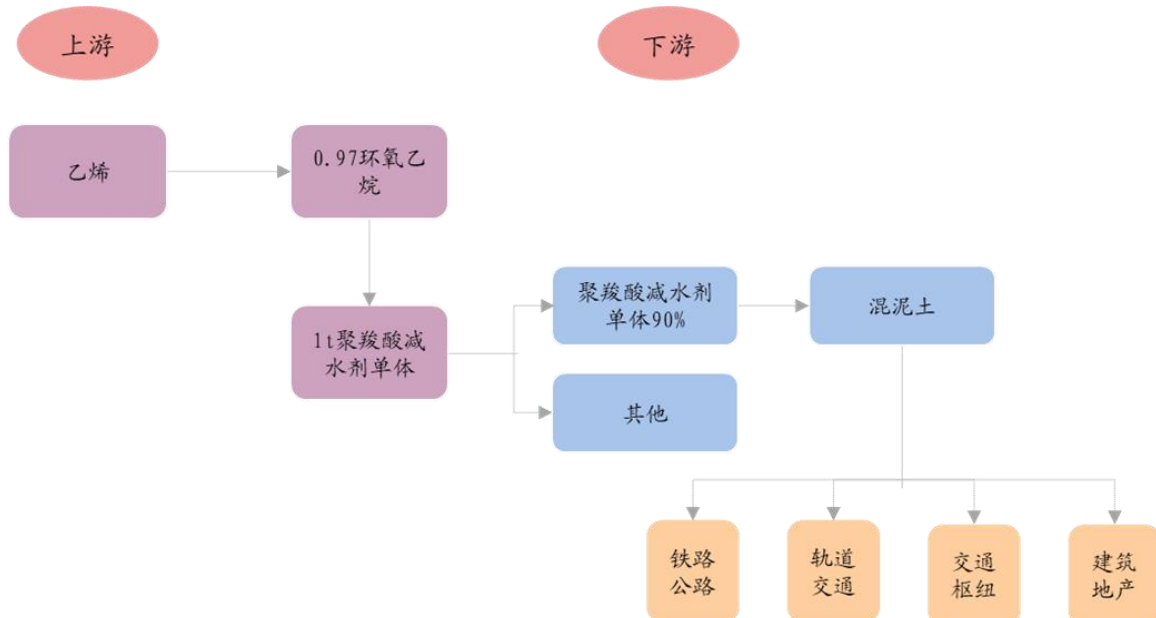 上游
下游
乙烯
0.97环氧乙
烷
1t聚羧酸减
水剂单体
聚羧酸减水剂
单体90%
混泥土
其他
铁路
公路
轨道
交通
交通
枢纽
建筑
地产